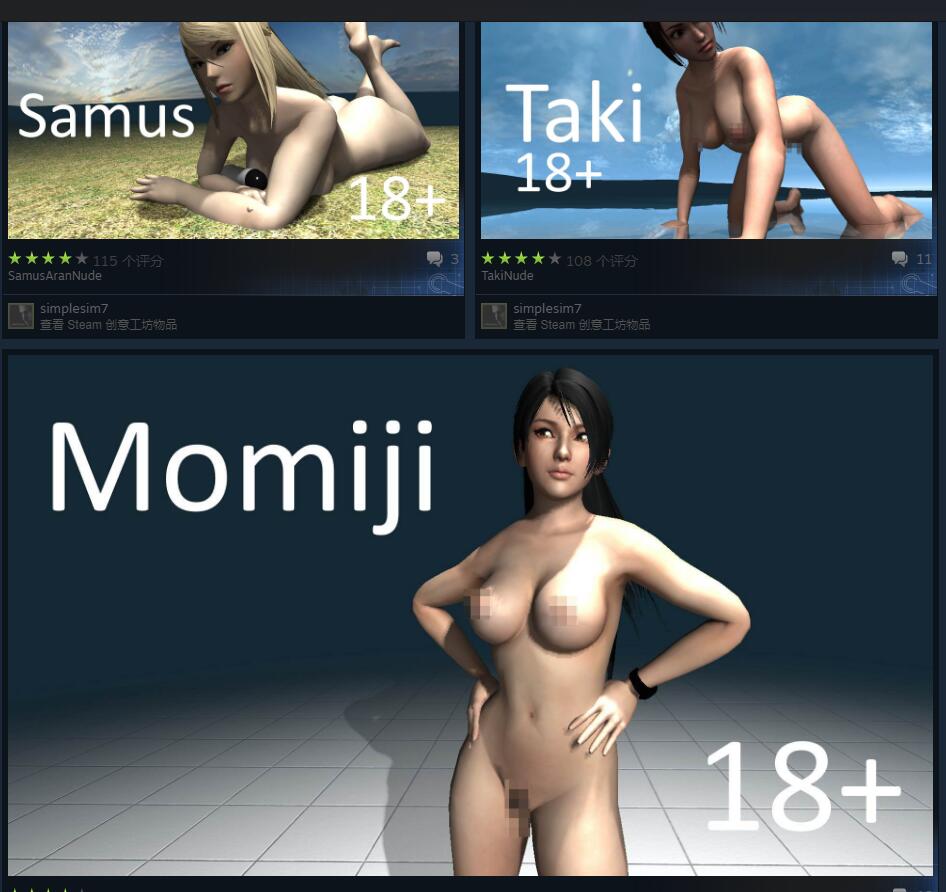 Samus
18+
Taki
18+
115 个评分
3
SamusAranNude
108 个评分
11
TakiNude
simplesim7
查看 Steam 创意工坊物品
simplesim7
查看 Steam 创意工坊物品
Momiji
18+